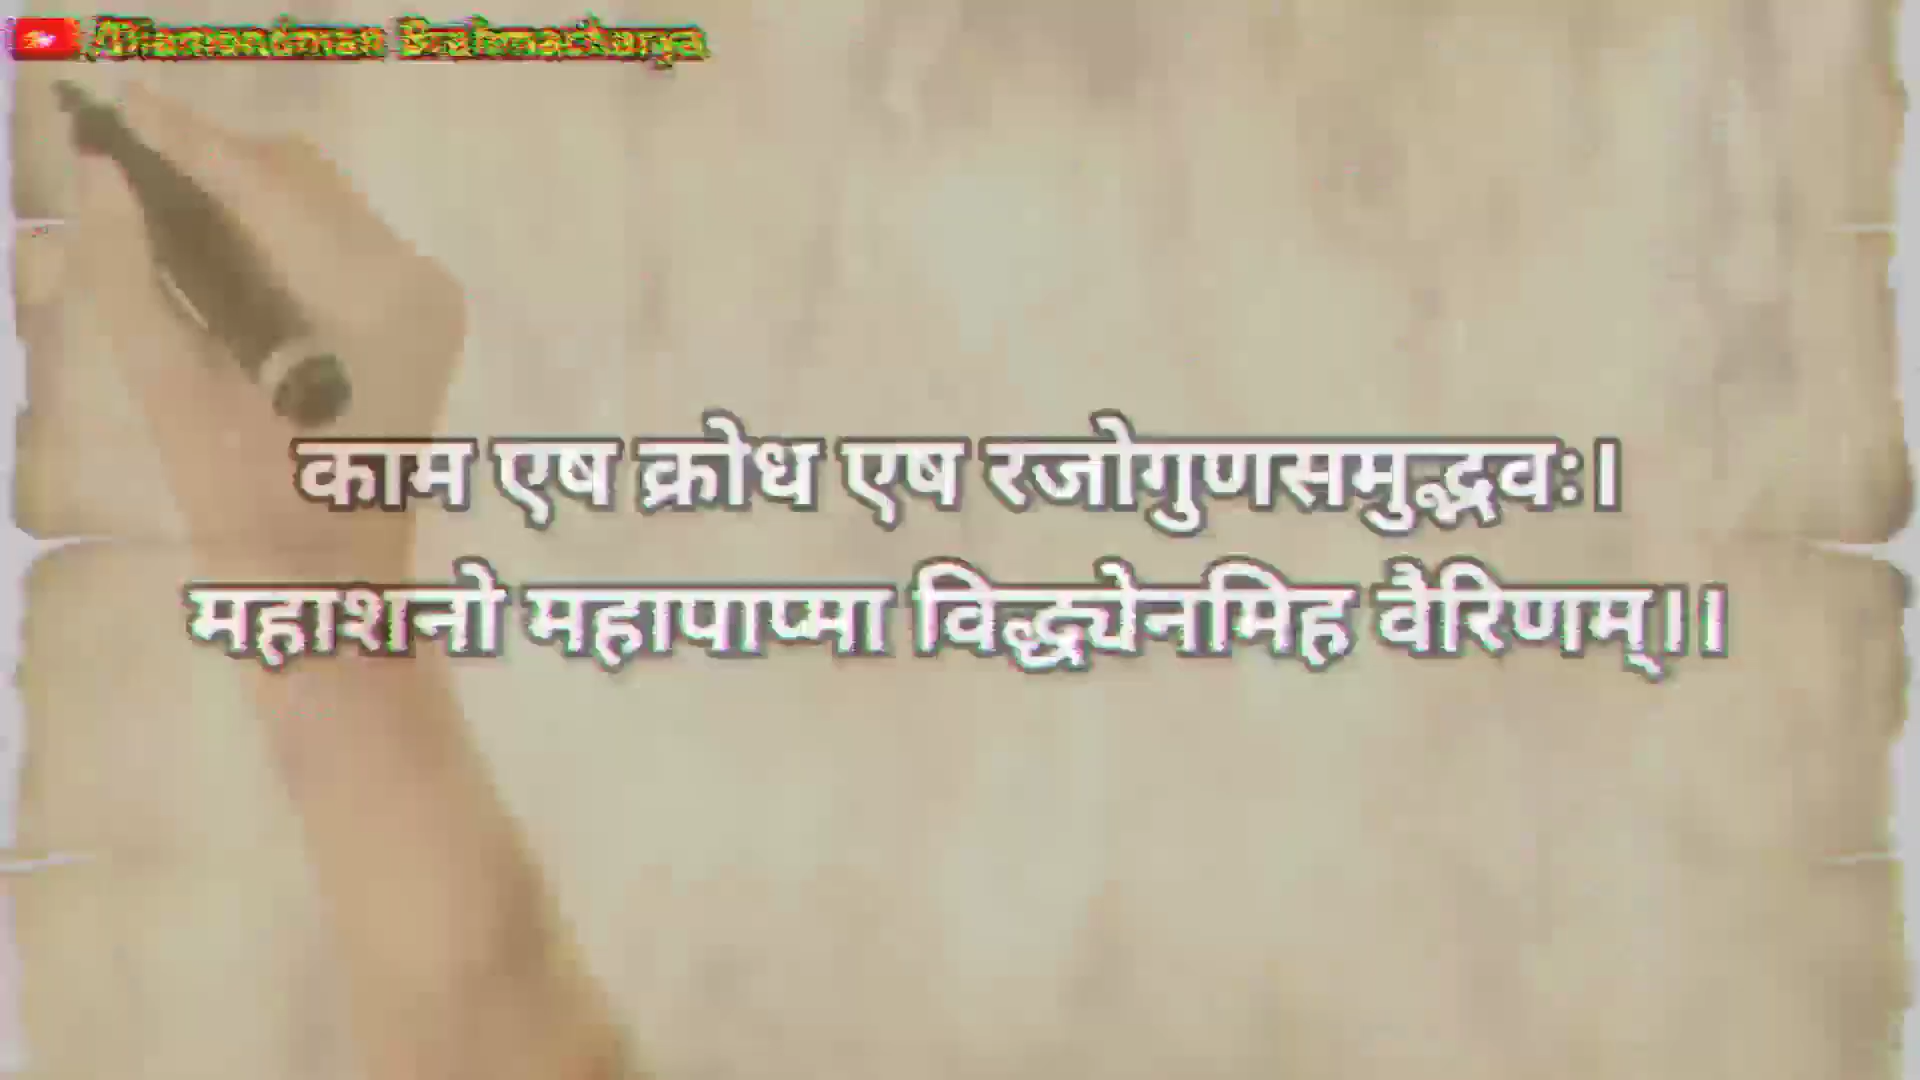 काम एष क्रोध एष रजोगुणसमुद्भवः।
महाशनो महापाप्मा विद्ध्येनमिह वैरिणम्।।